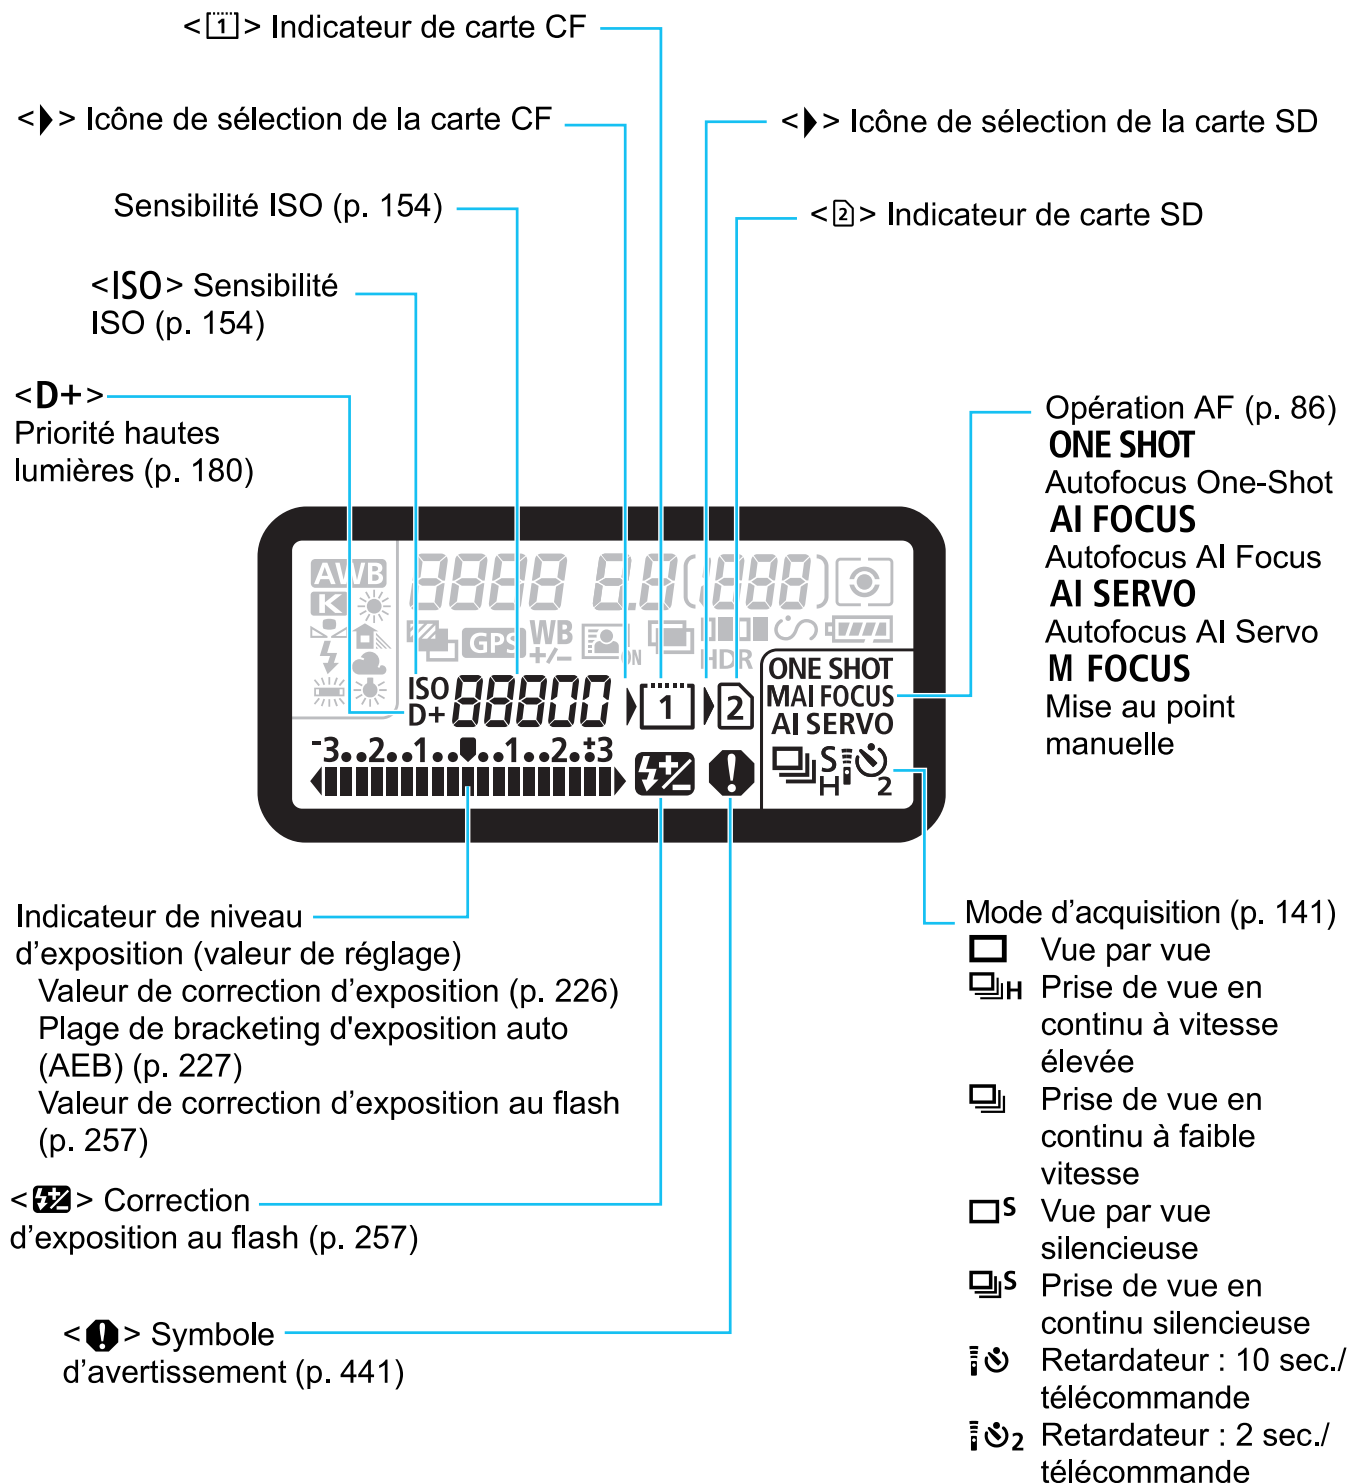 <1> Indicateur de carte CF
<> Icône de sélection de la carte CF
<> Icône de sélection de la carte SD
Sensibilité ISO (p. 154)
<2> Indicateur de carte SD
<ISO> Sensibilité
ISO (p. 154)
<D+>
Priorité hautes
lumières (p. 180)
Opération AF (p. 86)
ONE SHOT
Autofocus One-Shot
AI FOCUS
Autofocus AI Focus
AI SERVO
Autofocus AI Servo
M FOCUS
Mise au point
manuelle
AWB
8888 8.8(1888)
K
GPS WB +/- ON HDR
ISO
D+ 88800 1 2
ONE SHOT
MAI FOCUS
AI SERVO
-3..2..1....1..2.+3
S
H 2
Indicateur de niveau
d'exposition (valeur de réglage)
Valeur de correction d'exposition (p. 226)
Plage de bracketing d'exposition auto
(AEB) (p. 227)
Valeur de correction d'exposition au flash
(p. 257)
<> Correction
d'exposition au flash (p. 257)
<!> Symbole
d'avertissement (p. 441)
Mode d'acquisition (p. 141)
Vue par vue
H Prise de vue en
continu à vitesse
élevée
Prise de vue en
continu à faible
vitesse
S Vue par vue
silencieuse
S Prise de vue en
continu silencieuse
Retardateur : 10 sec./
télécommande
2 Retardateur : 2 sec./
télécommande